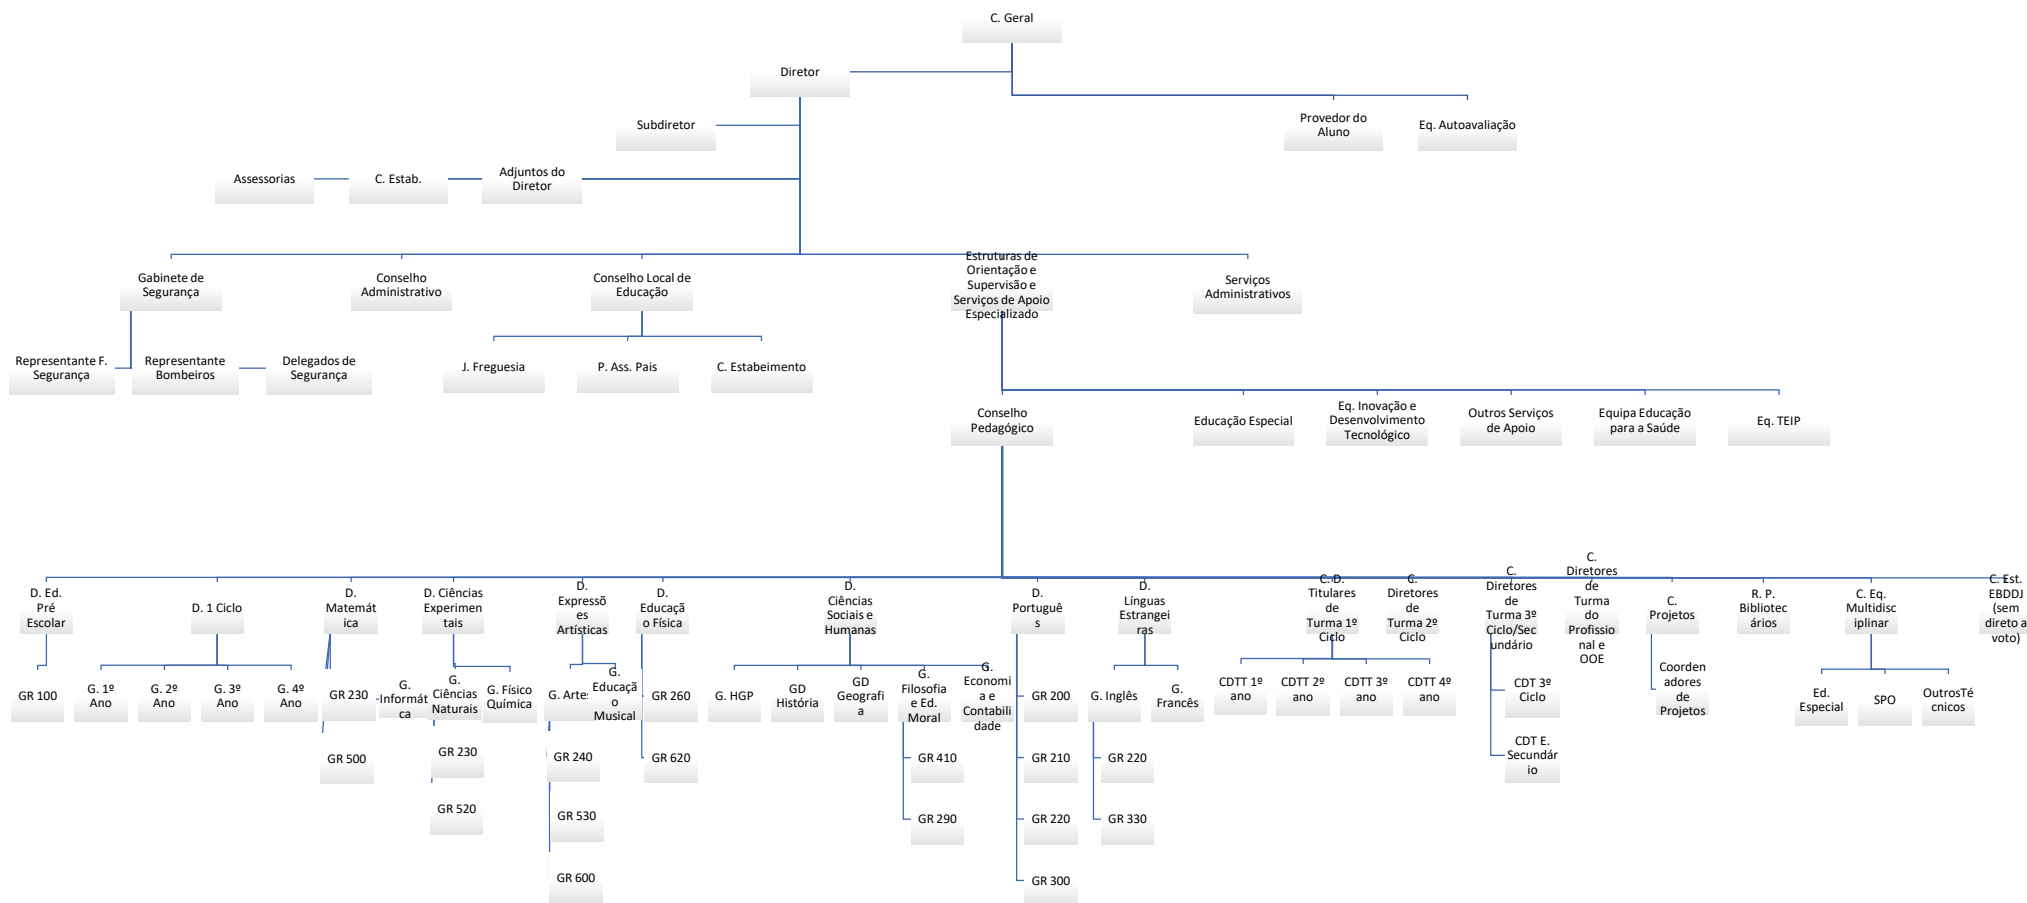 C. Geral
Diretor
Subdiretor
Provedor do
Aluno
Eq. Autoavaliação
Assessorias
C. Estab.
Adjuntos do
Diretor
Gabinete de
Segurança
Conselho
Administrativo
Conselho Local de
Educação
Estruturas de
Orientação e
Supervisão e
Serviços de Apoio
Especializado
Serviços
Administrativos
Representante F.
Segurança
Representante
Bombeiros
Delegados de
Segurança
J. Freguesia
P. Ass. Pais
C. Estabeimento
Conselho
Pedagógico
Educação Especial
Eq. Inovação e
Desenvolvimento
Tecnológico
Outros Serviços
de Apoio
Equipa Educação
para a Saúde
Eq. TEIP
D. Ed.
Pré
Escolar
D. 1 Ciclo
D.
Matemát
ica
D. Ciências
Experimen
tais
D.
Expressõ
es
Artísticas
D.
Educaçã
o Física
D.
Ciências
Sociais e
Humanas
D.
Portuguê
s
D.
Línguas
Estrangei
ras
C. D.
Titulares
de
Turma 1º
Ciclo
C.
Diretores
de
Turma 2º
Ciclo
C.
Diretores
de
Turma 3º
Ciclo/Sec
undário
C.
Diretores
de
Turma
do
Profissio
nal e
OOE
C.
Projetos
R. P.
Bibliotec
ários
C. Eq.
Multidisc
iplinar
C. Est.
EBDDJ
(sem
direto a
voto)
GR 100
G. 1º
Ano
G. 2º
Ano
G. 3º
Ano
G. 4º
Ano
GR 230
GR 500
G.
Informát
ca
G.
Ciências
Naturais
GR 230
GR 520
G. Físico
Química
G. Artes
GR 240
GR 530
GR 600
G.
Educaçã
o
Musical
GR 260
GR 620
G. HGP
GD
História
GD
Geografi
a
G.
Filosofia
e Ed.
Moral
GR 410
GR 290
G.
Economi
a e
Contabili
dade
GR 200
GR 210
GR 220
GR 300
G. Inglês
GR 220
GR 330
G.
Francês
CDTT 1º
ano
CDTT 2º
ano
CDTT 3º
ano
CDTT 4º
ano
CDT 3º
Ciclo
CDT E.
Secundár
io
Coorden
adores
de
Projetos
Ed.
Especial
SPO
OutrosTé
cnicos